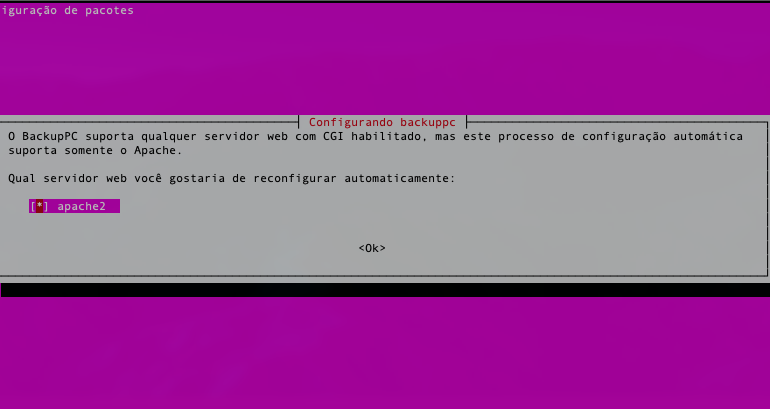 iguração de pacotes
Configurando backuppc
O BackupPC suporta qualquer servidor web com CGI habilitado, mas este processo de configuração automática
suporta somente o Apache.
Qual servidor web você gostaria de reconfigurar automaticamente:
[*] apache2
<Ok>